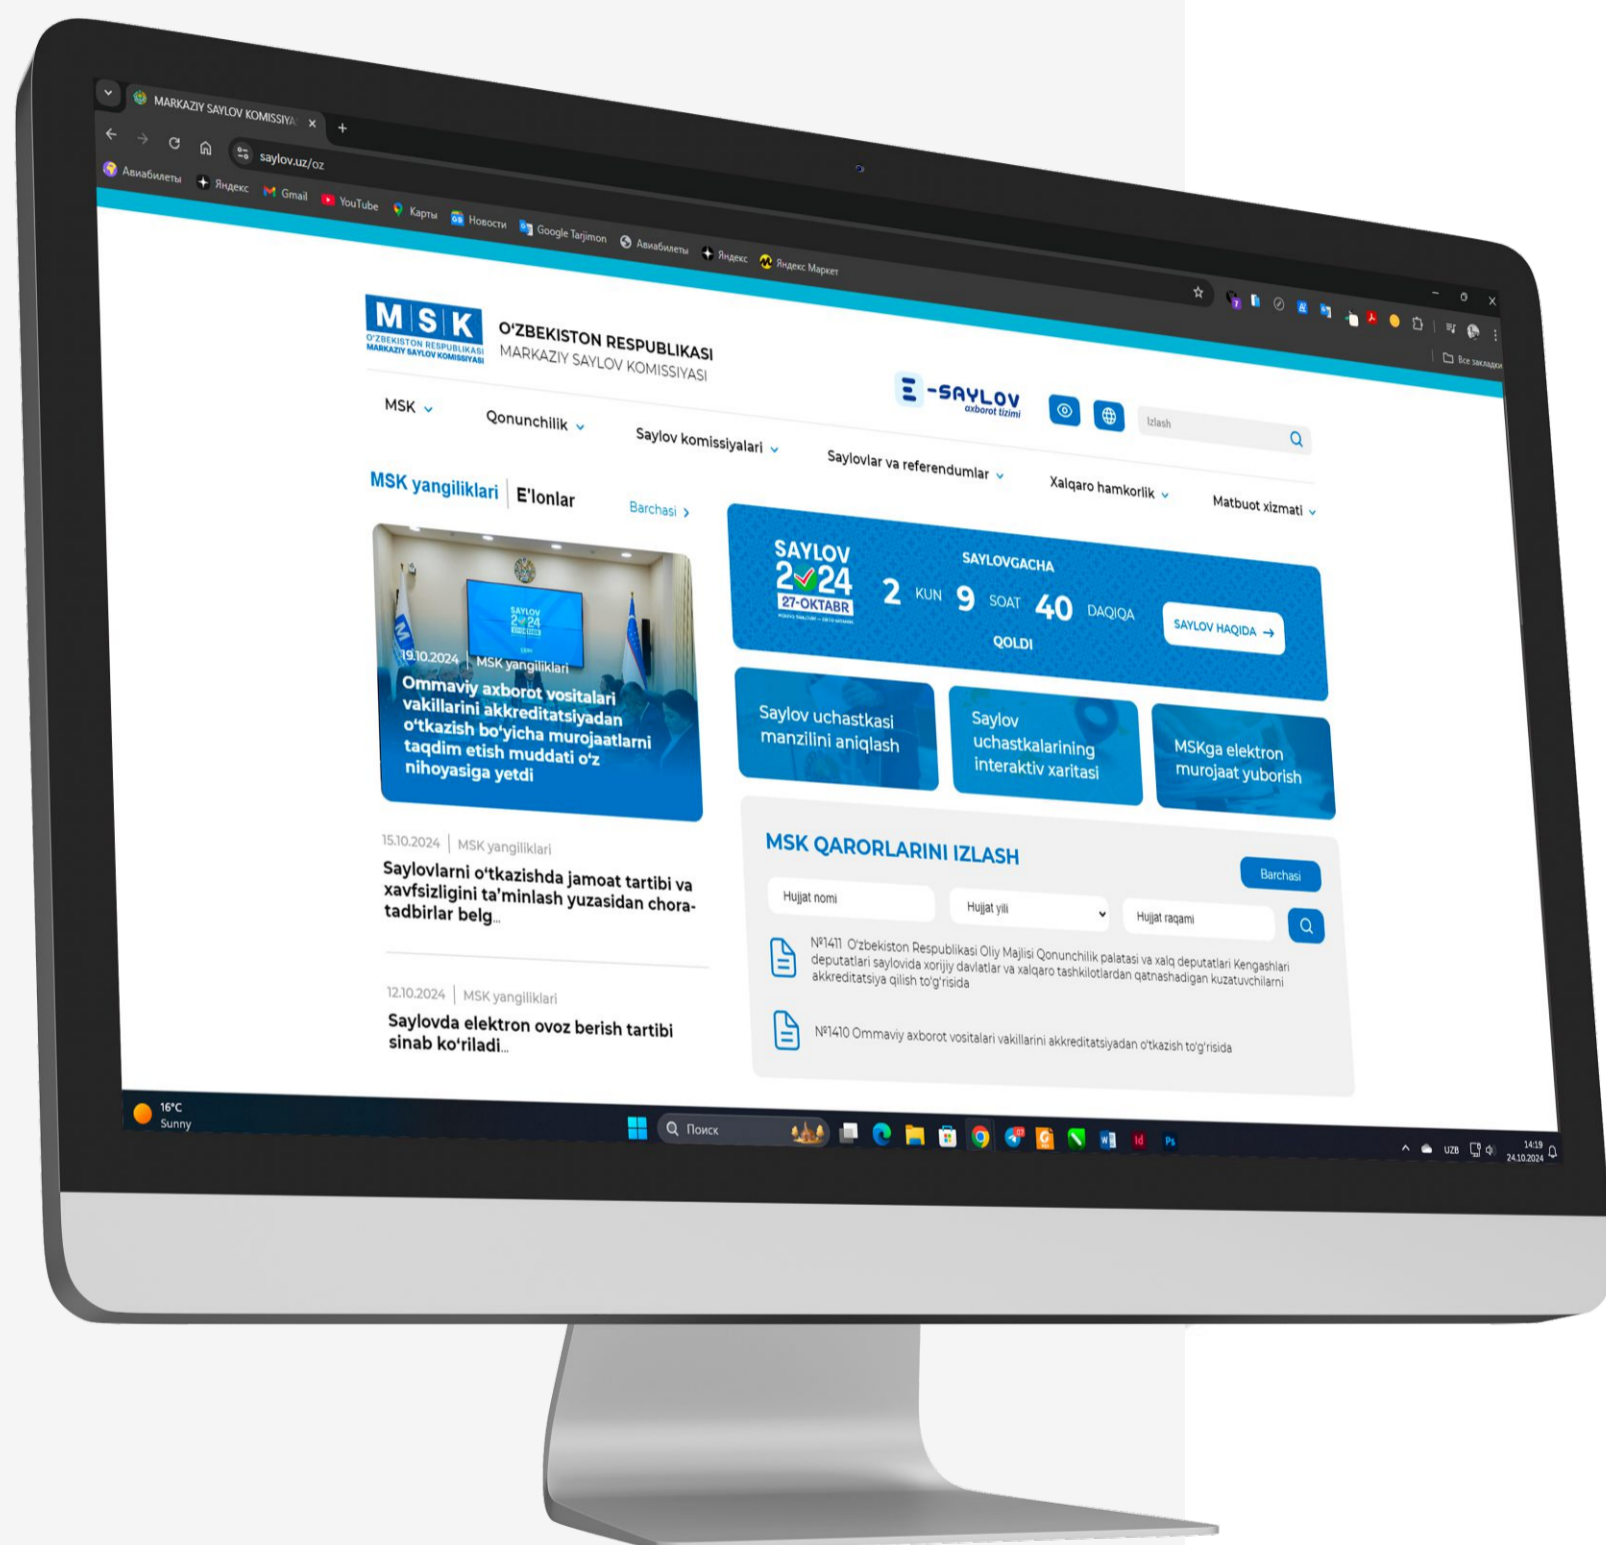 MARKAZIY SAYLOV KOMISSIYA
saylov.uz/oz
Авиабилеты Яндекс Gmail YouTube Карты Новости Google Tarjimon Авиабилеты Яндекс Яндекс Маркет
Все закладки
M|S|K
O'ZBEKISTON RESPUBLIKASI
MARKAZIY SAYLOV KOMISSIYASI
O'ZBEKISTON RESPUBLIKASI
MARKAZIY SAYLOV KOMISSIYASI
E-SAYLOV
axborot tizimi
Izlash
MSK Qonunchilik Saylov komissiyalari Saylovlar va referendumlar Xalqaro hamkorlik Matbuot xizmati
MSK yangiliklari E'lonlar Barchasi
SAYLOV
2024
27-OKTABR
19.10.2024 | MSK yangiliklari
Ommaviy axborot vositalari
vakillarini akkreditatsiyadan
o'tkazish bo'yicha murojaatlarni
taqdim etish muddati o'z
nihoyasiga yetdi
15.10.2024 | MSK yangiliklari
Saylovlarni o'tkazishda jamoat tartibi va
xavfsizligini ta'minlash yuzasidan chora-
tadbirlar belg...
12.10.2024 | MSK yangiliklari
Saylovda elektron ovoz berish tartibi
sinab ko'riladi...
SAYLOV
2024
27-OKTABR
SAYLOVGACHA
2 KUN 9 SOAT 40 DAQIQA
QOLDI
SAYLOV HAQIDA →
Saylov uchastkasi
manzilini aniqlash
Saylov
uchastkalarining
interaktiv xaritasi
MSKga elektron
murojaat yuborish
MSK QARORLARINI IZLASH
Barchasi
Hujjat nomi Hujjat yili Hujjat raqami
№1411 O'zbekiston Respublikasi Oliy Majlisi Qonunchilik palatasi va xalq deputatlari Kengashlari
deputatlari saylovida xorijiy davlatlar va xalqaro tashkilotlardan qatnashadigan kuzatuvchilarni
akkreditatsiya qilish to'g'risida
№1410 Ommaviy axborot vositalari vakillarini akkreditatsiyadan o'tkazish to'g'risida
16°C
Sunny
Поиск
UZB
14:19
24.10.2024